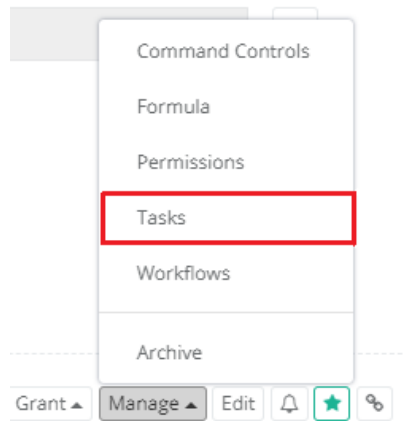 Command Controls
Formula
Permissions
Tasks
Workflows
Archive
Grant Manage Edit